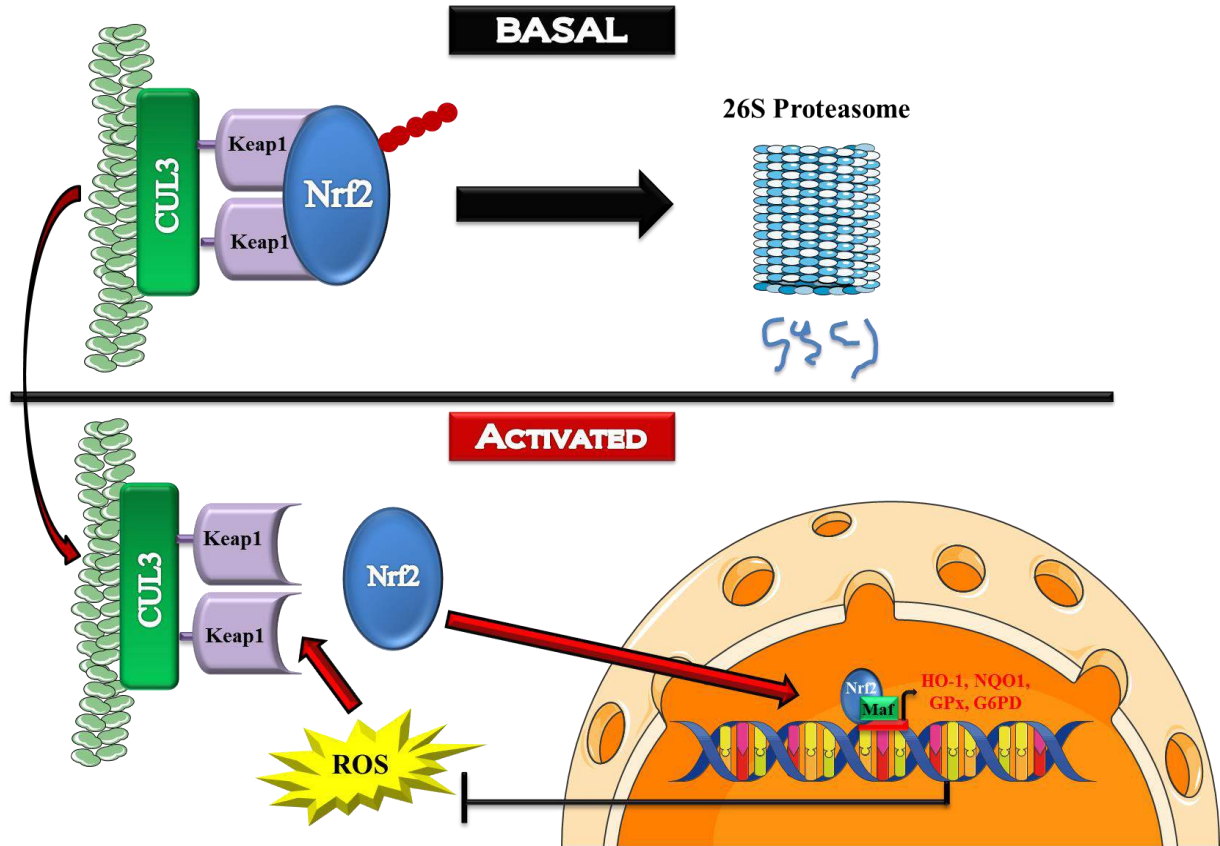 BASAL
26S Proteasome
CUL3
Keap1
Nrf2
Keap1
ACTIVATED
CUL3
Keap1
Nrf2
Keap1
ROS
Nrf2
Maf
HO-1, NQO1,
GPx, G6PD